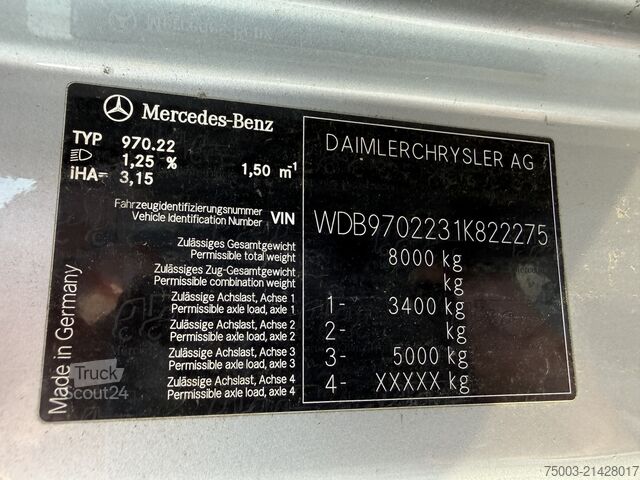 Mercedes-Benz
TYP 970.22
1,25 % 1,50 m⁻¹
iHA= 3,15
DAIMLERCHRYSLER AG
Fahrzeugidentifizierungsnummer
Vehicle Identification Number VIN
WDB9702231K822275
Zulässiges Gesamtgewicht
Permissible total weight
8000 kg
Zulässiges Zug-Gesamtgewicht
Permissible combination weight
kg
Zulässige Achslast, Achse 1
Permissible axle load, axle 1
1- 3400 kg
Zulässige Achslast, Achse 2
Permissible axle load, axle 2
2- kg
Zulässige Achslast, Achse 3
Permissible axle load, axle 3
3- 5000 kg
Zulässige Achslast, Achse 4
Permissible axle load, axle 4
4- XXXXX kg
Made in Germany
Truck
Scout24
75003-21428017